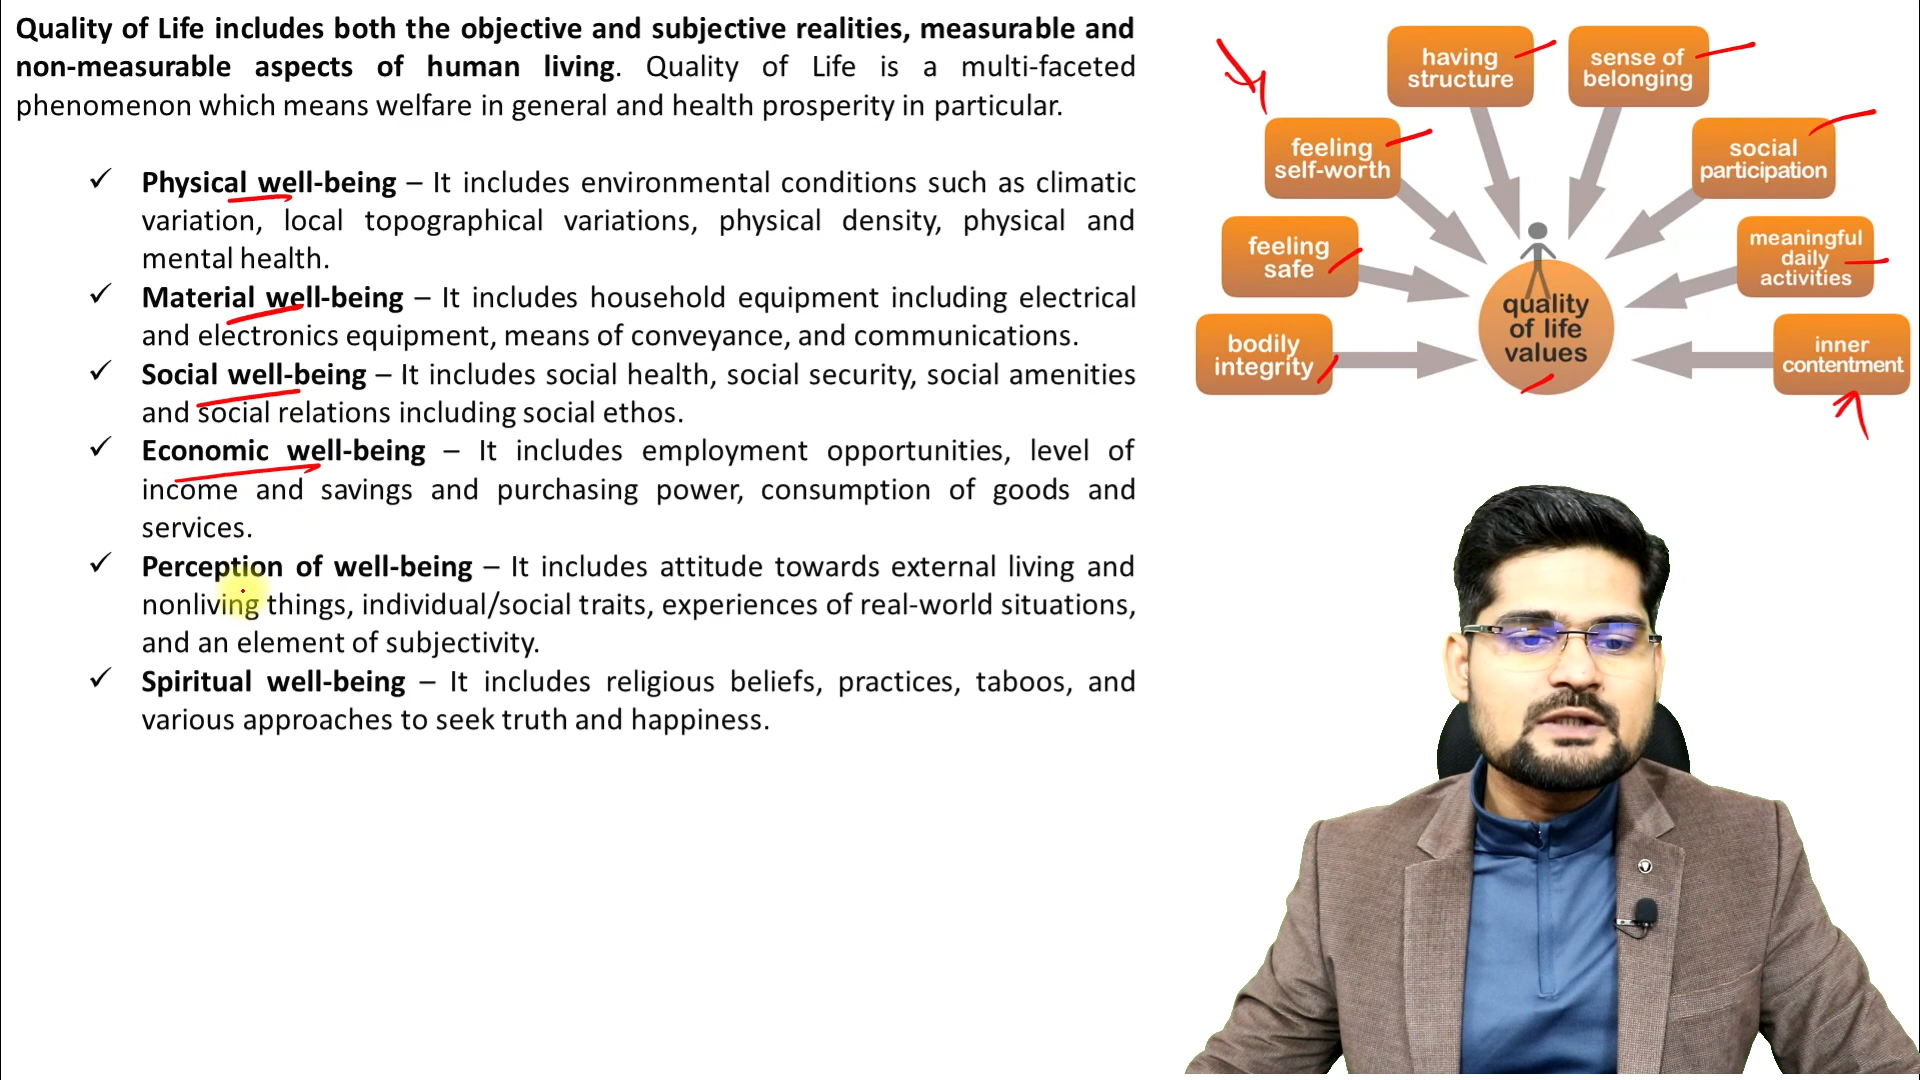 Quality of Life includes both the objective and subjective realities, measurable and
non-measurable aspects of human living. Quality of Life is a multi-faceted
phenomenon which means welfare in general and health prosperity in particular.
✓ Physical well-being – It includes environmental conditions such as climatic
variation, local topographical variations, physical density, physical and
mental health.
✓ Material well-being – It includes household equipment including electrical
and electronics equipment, means of conveyance, and communications.
✓ Social well-being – It includes social health, social security, social amenities
and social relations including social ethos.
✓ Economic well-being – It includes employment opportunities, level of
income and savings and purchasing power, consumption of goods and
services.
✓ Perception of well-being – It includes attitude towards external living and
nonliving things, individual/social traits, experiences of real-world situations,
and an element of subjectivity.
✓ Spiritual well-being – It includes religious beliefs, practices, taboos, and
various approaches to seek truth and happiness.
having
structure
sense of
belonging
feeling
self-worth
social
participation
feeling
safe
meaningful
daily
activities
bodily
integrity
quality
of life
values
inner
contentment